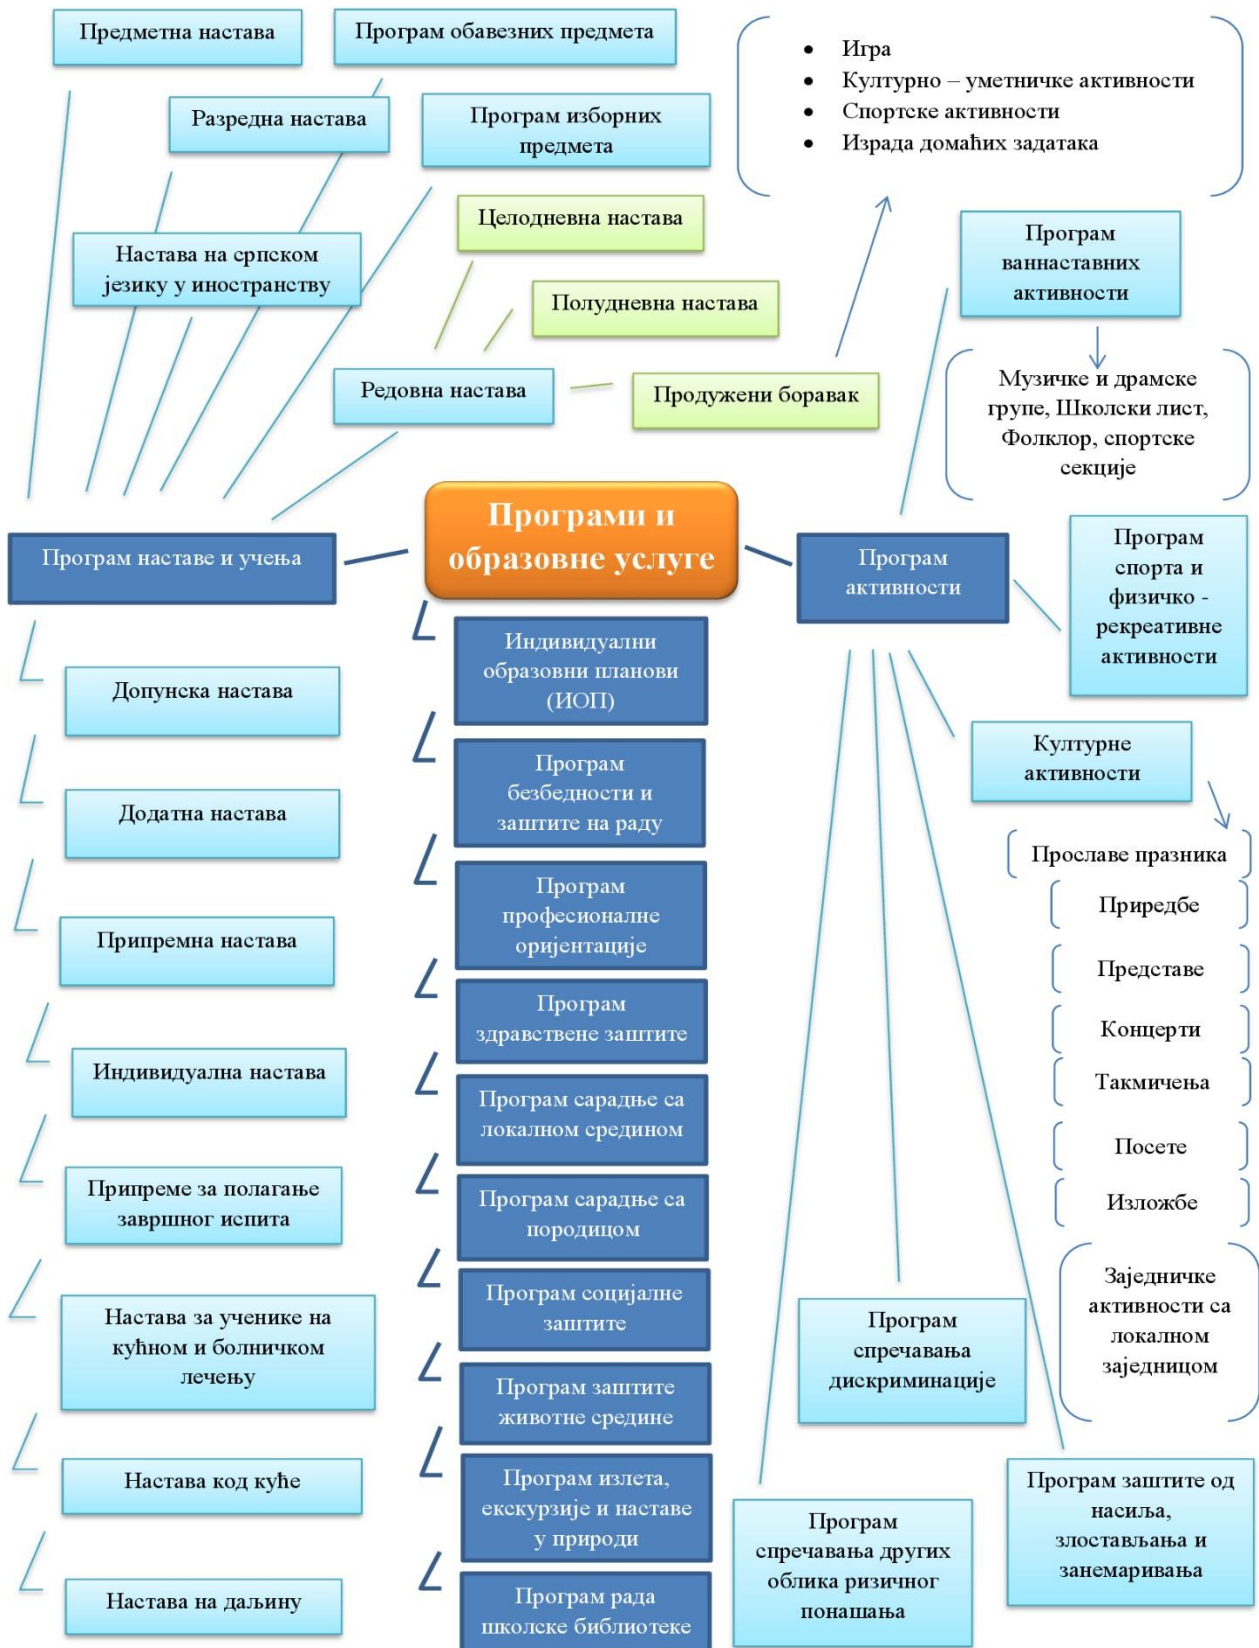 Предметна настава
Програм обавезних предмета
Разредна настава
Програм изборних
предмета
• Игра
• Културно – уметничке активности
• Спортске активности
• Израда домаћих задатака
Целодневна настава
Настава на српском
језику у иностранству
Полудневна настава
Програм
ваннаставних
активности
Редовна настава
Продужени боравак
Музичке и драмске
групе, Школски лист,
Фолклор, спортске
секције
Програм наставе и учења
Програми и
образовне услуге
Програм
активности
Програм
спорта и
физичко -
рекреативне
активности
Допунска настава
Додатна настава
Припремна настава
Индивидуална настава
Припреме за полагање
завршног испита
Настава за ученике на
кућном и болничком
лечењу
Настава код куће
Настава на даљину
Индивидуални
образовни планови
(ИОП)
Програм
безбедности и
заштите на раду
Програм
професионалне
оријентације
Програм
здравствене заштите
Програм сарадње са
локалном средином
Програм сарадње са
породицом
Програм социјалне
заштите
Програм заштите
животне средине
Програм излета,
екскурзије и наставе
у природи
Програм рада
школске библиотеке
Културне
активности
Прославе празника
Приредбе
Представе
Концерти
Такмичења
Посете
Изложбе
Заједничке
активности са
локалном
заједницом
Програм
спречавања
дискриминације
Програм
спречавања других
облика ризичног
понашања
Програм заштите од
насиља,
злостављања и
занемаривања